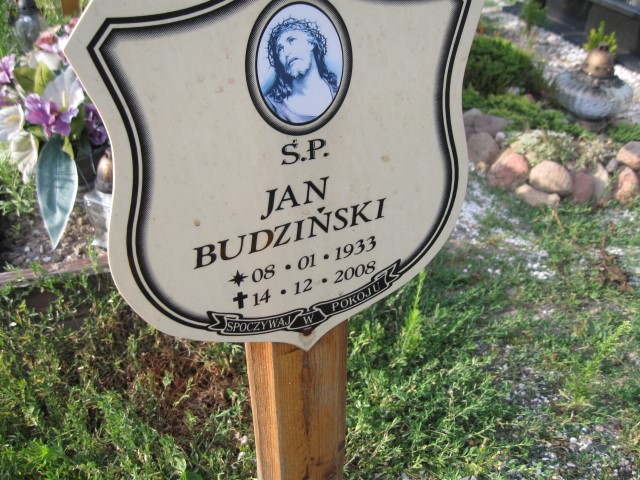 Ś.P.
JAN
BUDZIŃSKI
* 08 • 01 • 1933
✝ 14 • 12 • 2008
SPOCZYWAJ W POKOJU